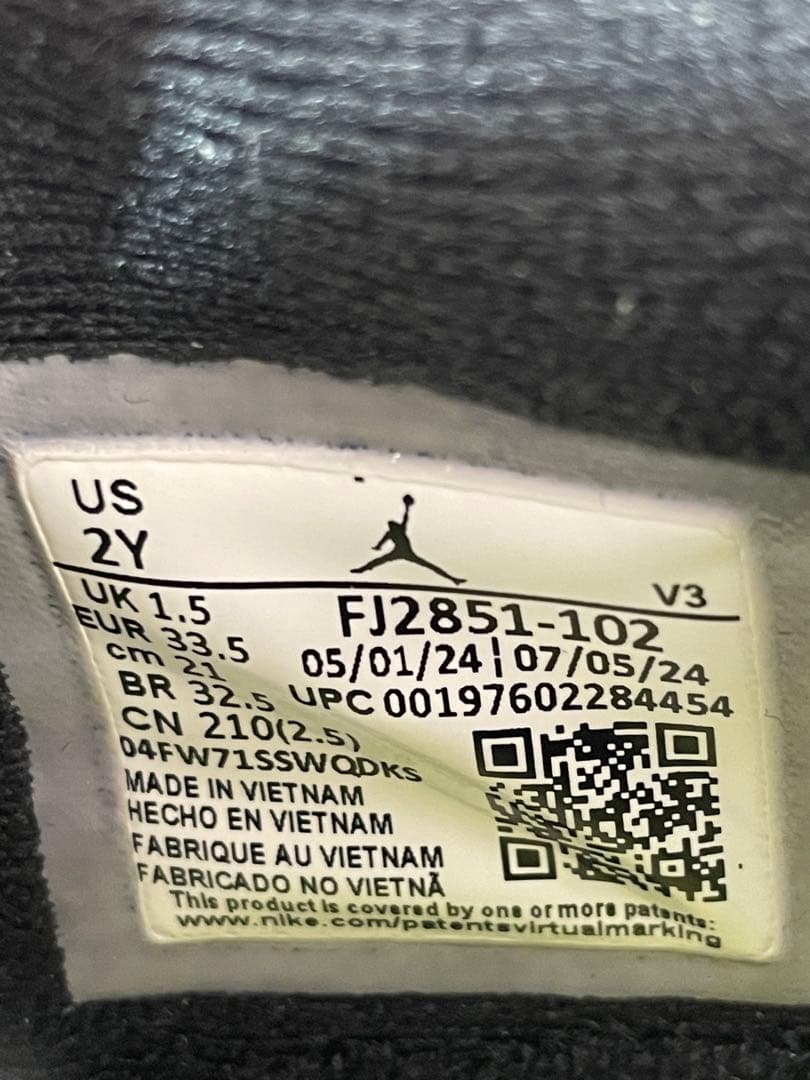 US
2Y
V3
UK 1.5
EUR 33.5
cm 21
BR 32.5
CN 210(2.5)
FJ2851-102
05/01/24 | 07/05/24
UPC 00197602284454
04FW71SSWQDKS
MADE IN VIETNAM
HECHO EN VIETNAM
FABRIQUE AU VIETNAM
FABRICADO NO VIETNÃ
This product is covered by one or more patents:
www.nike.com/patentsvirtualmarking